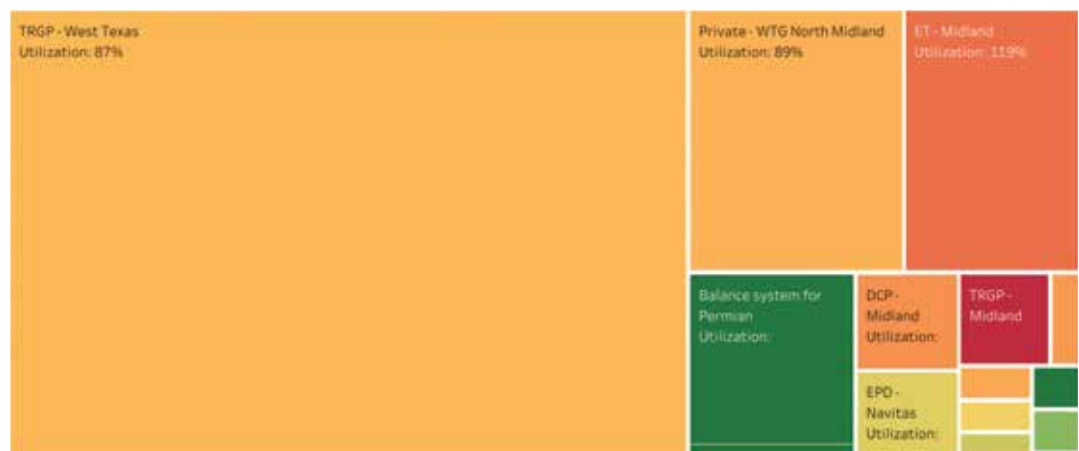 TRGP - West Texas
Utilization: 87%
Private - WTG North Midland
Utilization: 89%
ET - Midland
Utilization: 119%
Balance system for
Permian
Utilization:
DCP -
Midland
Utilization:
TRGP -
Midland
EPD -
Navitas
Utilization: